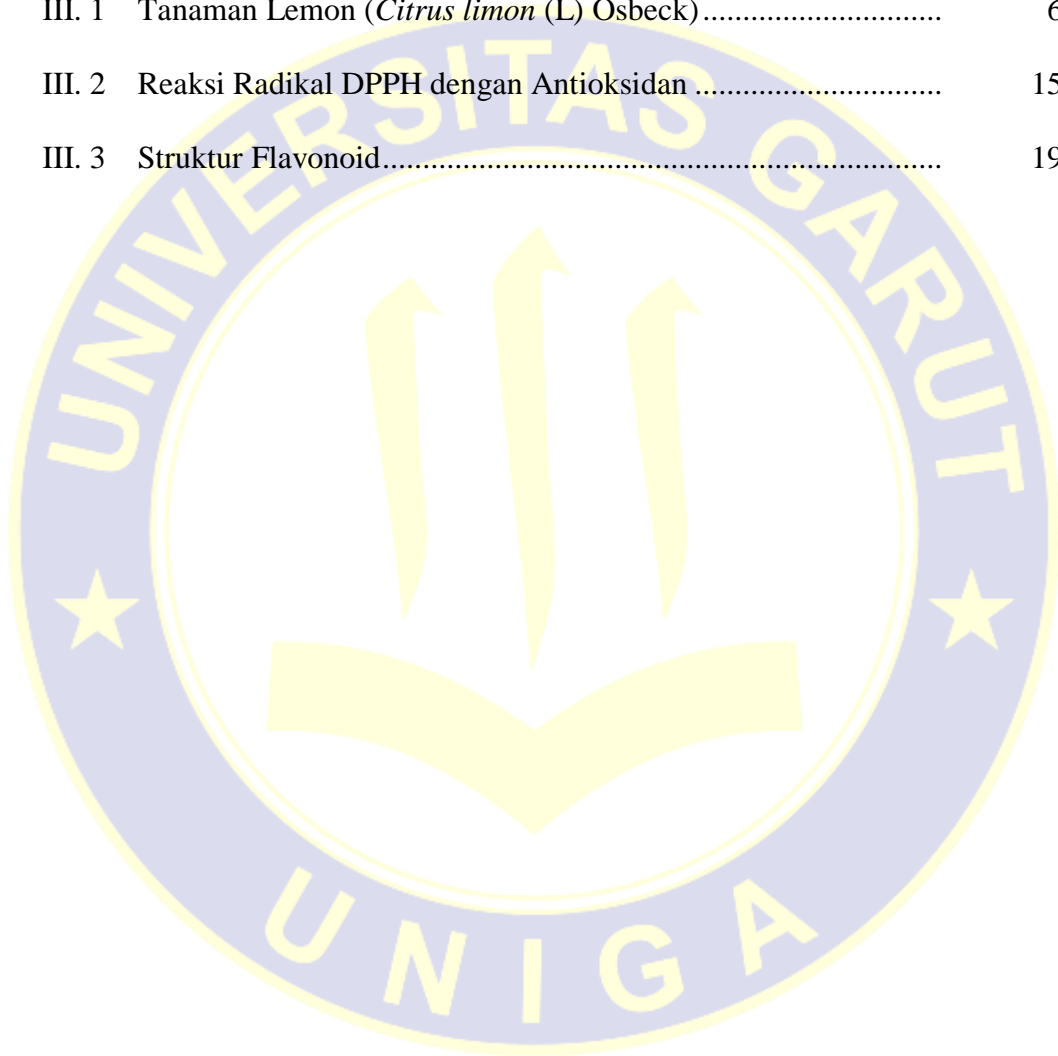 III. 1 Tanaman Lemon (Citrus limon (L) Osbeck)............................ 6
III. 2 Reaksi Radikal DPPH dengan Antioksidan ............................. 15
III. 3 Struktur Flavonoid.................................................................... 19
UNIVERSITAS GARUT
UNIGA